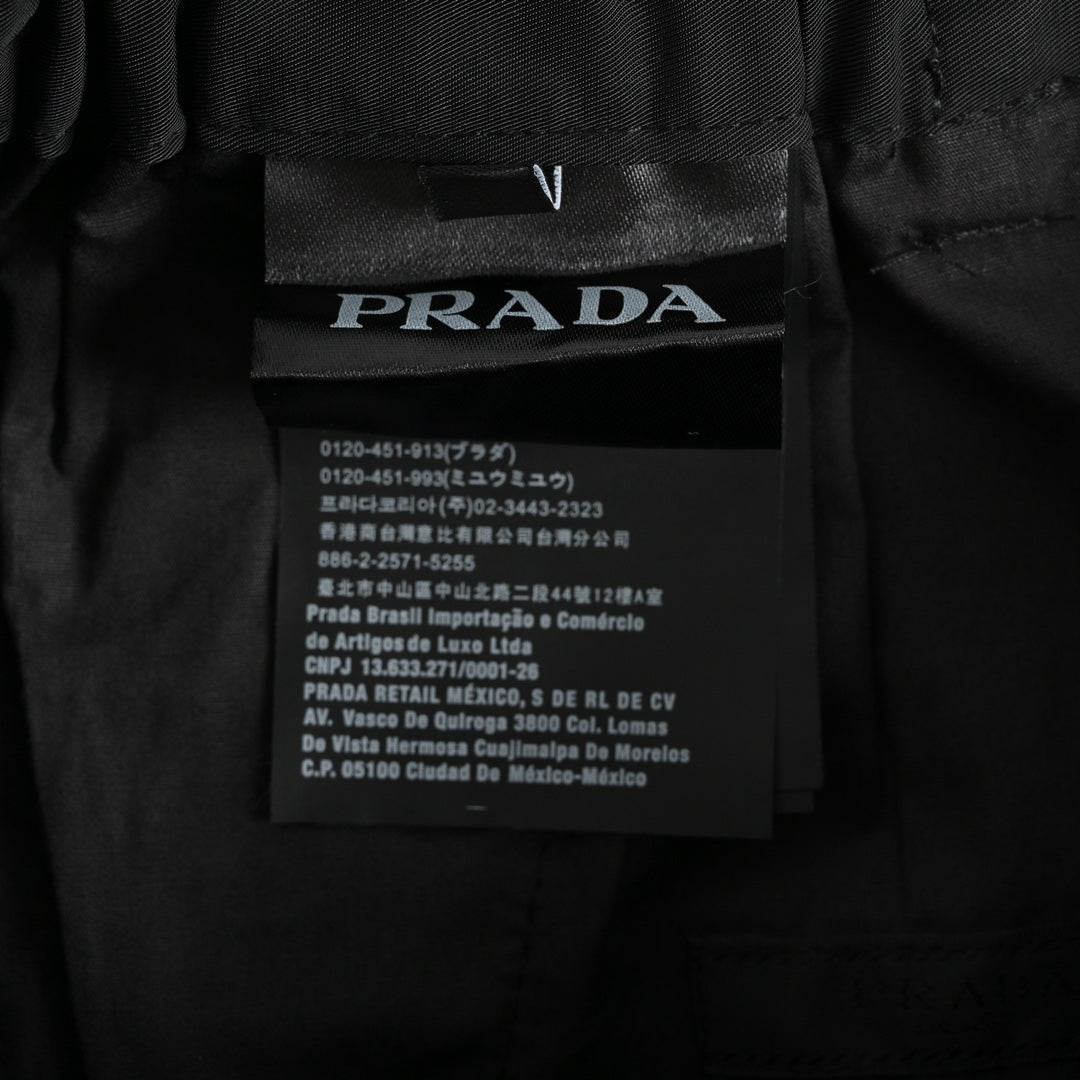 PRADA
0120-451-913(プラダ)
0120-451-993(ミユウミユウ)
프라다코리아(주)02-3443-2323
香港商台灣意比有限公司台灣分公司
886-2-2571-5255
臺北市中山區中山北路二段44號12樓A室
Prada Brasil Importação e Comércio
de Artigos de Luxo Ltda
CNPJ 13.633.271/0001-26
PRADA RETAIL MÉXICO, S DE RL DE CV
AV. Vasco De Quiroga 3800 Col. Lomas
De Vista Hermosa Cuajimalpa De Morelos
C.P. 05100 Ciudad De México-México
PRADA